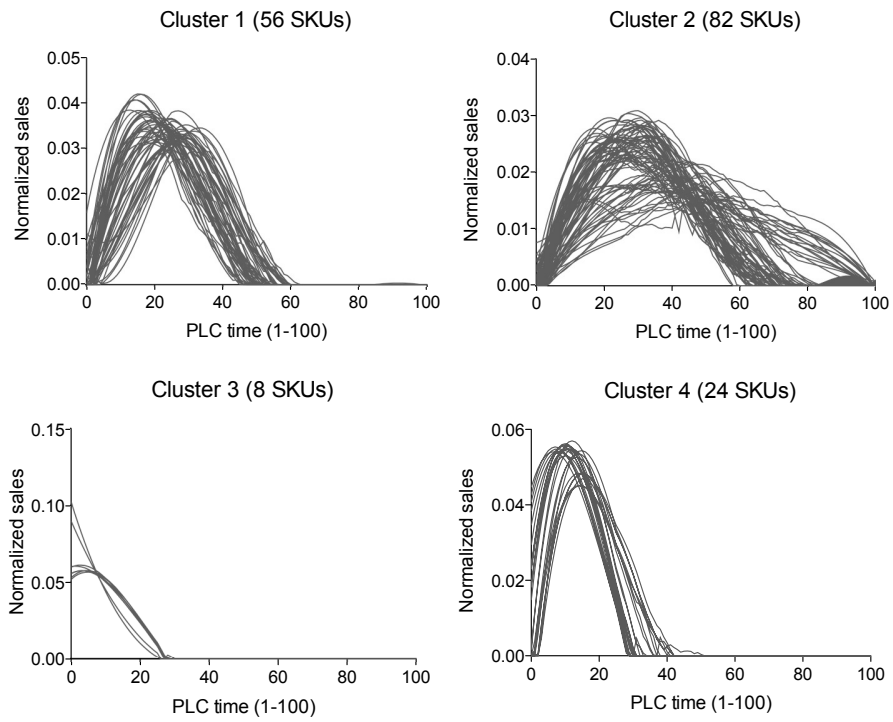 Cluster 1 (56 SKUs)
0.05
0.04
0.03
0.02
0.01
0.00
0 20 40 60 80 100
Normalized sales
PLC time (1-100)
Cluster 2 (82 SKUs)
0.04
0.03
0.02
0.01
0.00
0 20 40 60 80 100
Normalized sales
PLC time (1-100)
Cluster 3 (8 SKUs)
0.15
0.10
0.05
0.00
0 20 40 60 80 100
Normalized sales
PLC time (1-100)
Cluster 4 (24 SKUs)
0.06
0.04
0.02
0.00
0 20 40 60 80 100
Normalized sales
PLC time (1-100)